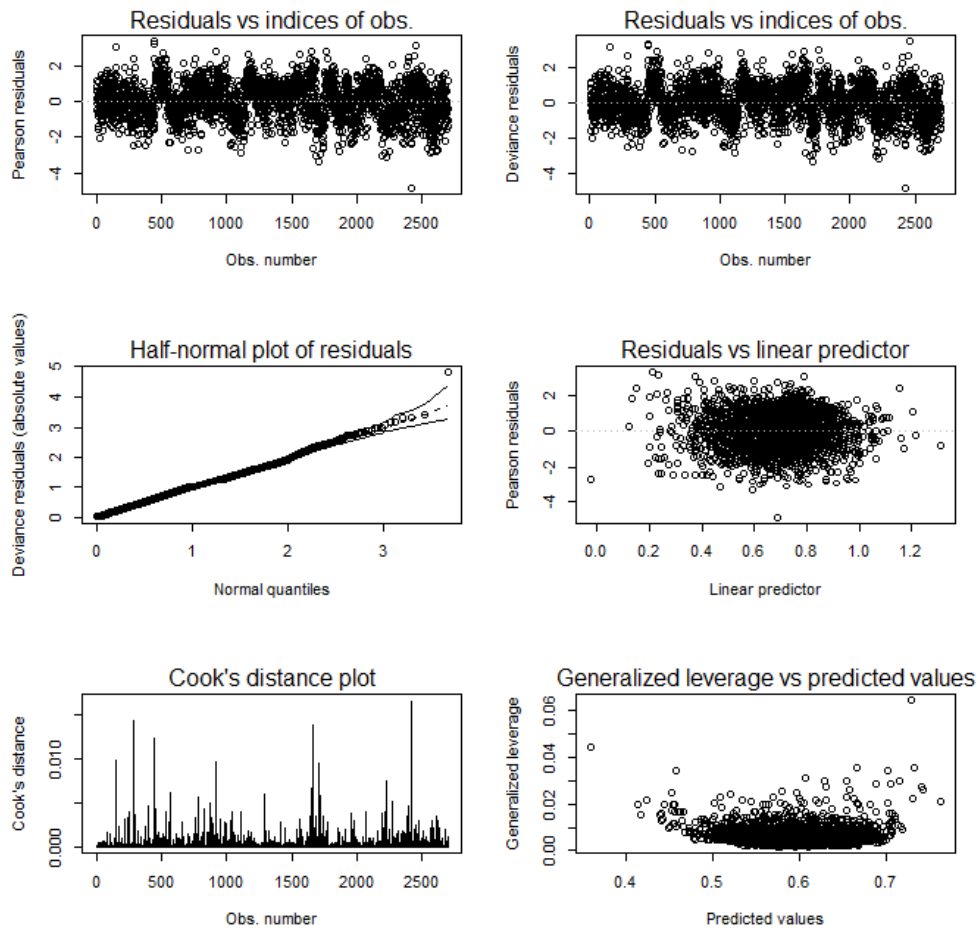 Residuals vs indices of obs.
Pearson residuals
2
0
-2
-4
0 500 1000 1500 2000 2500
Obs. number
Residuals vs indices of obs.
Deviance residuals
2
0
-2
-4
0 500 1000 1500 2000 2500
Obs. number
Half-normal plot of residuals
Deviance residuals (absolute values)
5
4
3
2
1
0
0 1 2 3
Normal quantiles
Residuals vs linear predictor
Pearson residuals
2
0
-2
-4
0.0 0.2 0.4 0.6 0.8 1.0 1.2
Linear predictor
Cook's distance plot
Cook's distance
0.010
0.000
0 500 1000 1500 2000 2500
Obs. number
Generalized leverage vs predicted values
Generalized leverage
0.06
0.04
0.02
0.00
0.4 0.5 0.6 0.7
Predicted values